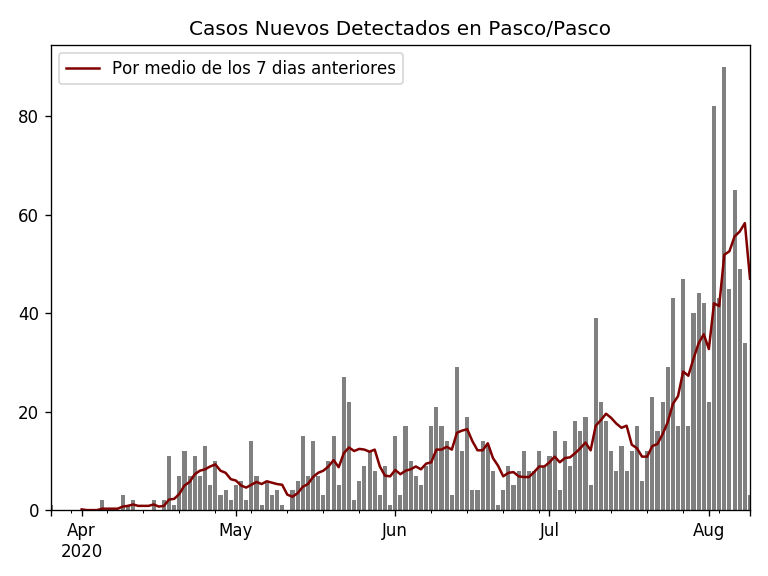 Casos Nuevos Detectados en Pasco/Pasco
Por medio de los 7 dias anteriores
80
60
40
20
0
Apr May Jun Jul Aug
2020